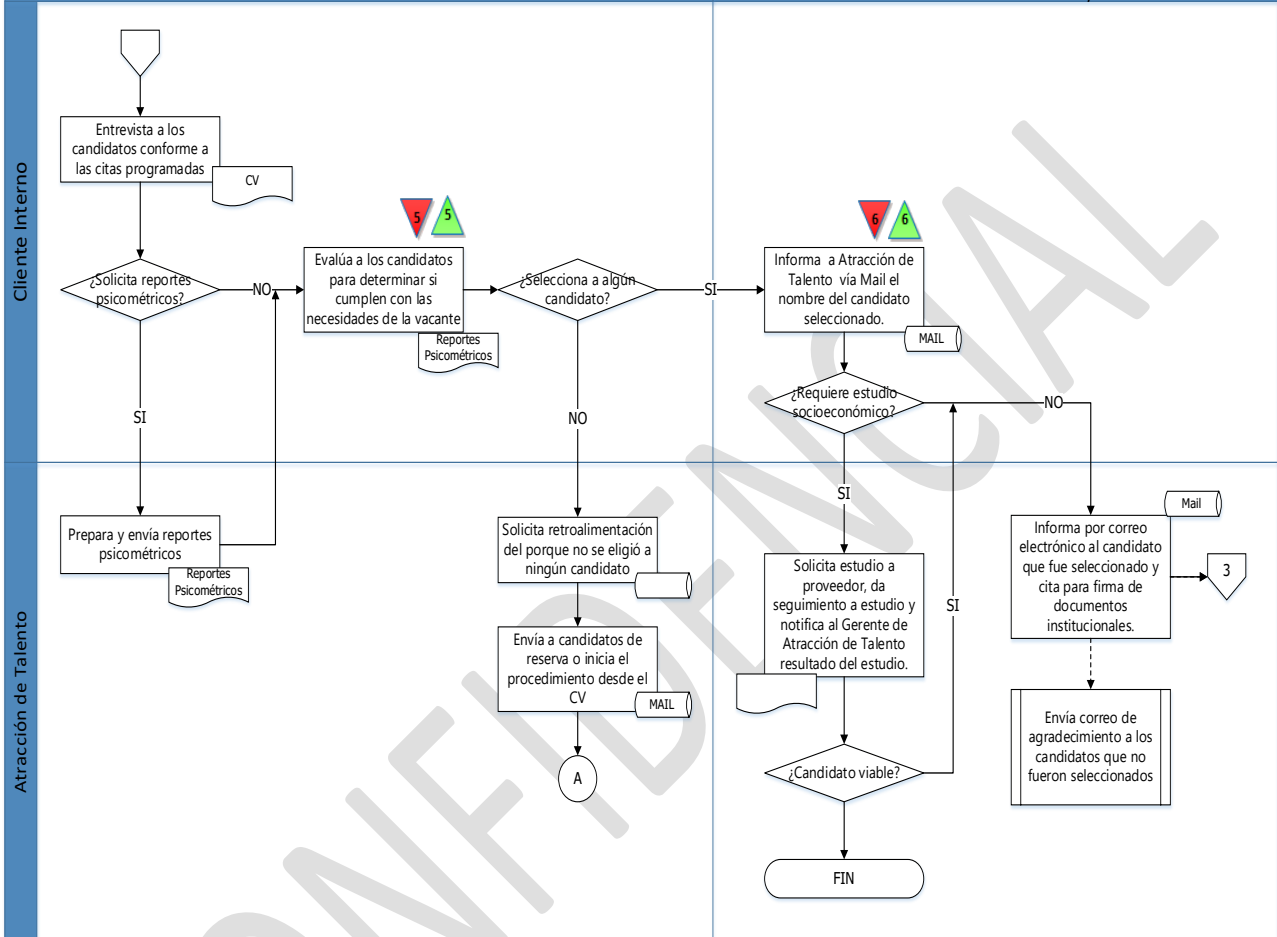 Cliente Interno
Entrevista a los
candidatos conforme a
las citas programadas
CV
¿Solicita reportes
psicométricos?
NO
SI
5
5
Evalúa a los candidatos
para determinar si
cumplen con las
necesidades de la vacante
Reportes
Psicométricos
¿Selecciona a algún
candidato?
SI
NO
6
6
Informa a Atracción de
Talento vía Mail el
nombre del candidato
seleccionado.
MAIL
¿Requiere estudio
socioeconómico?
NO
SI
Atracción de Talento
Prepara y envía reportes
psicométricos
Reportes
Psicométricos
Solicita retroalimentación
del porque no se eligió a
ningún candidato
Envía a candidatos de
reserva o inicia el
procedimiento desde el
CV
MAIL
A
Solicita estudio a
proveedor, da
seguimiento a estudio y
notifica al Gerente de
Atracción de Talento
resultado del estudio.
¿Candidato viable?
SI
FIN
Mail
Informa por correo
electrónico al candidato
que fue seleccionado y
cita para firma de
documentos
institucionales.
3
Envía correo de
agradecimiento a los
candidatos que no
fueron seleccionados
CONFIDENCIAL